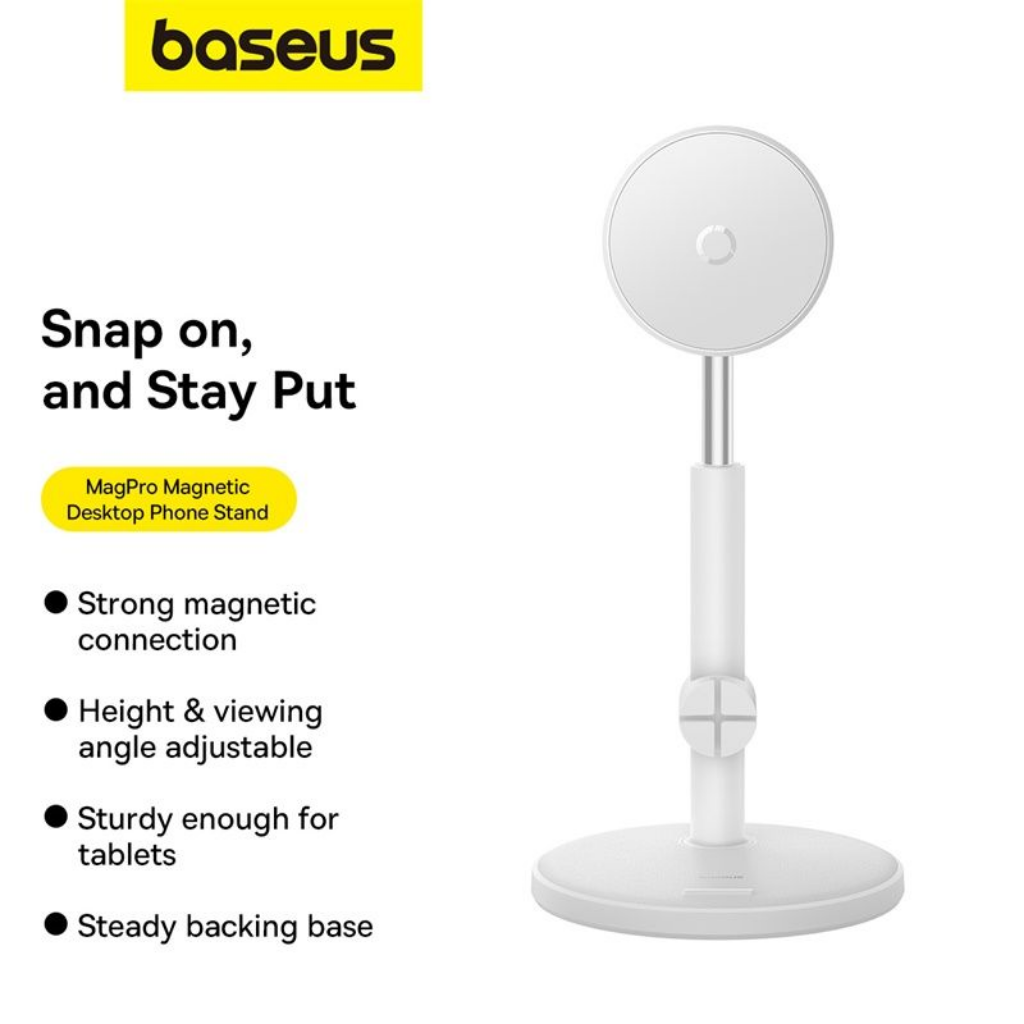 baseus
Snap on,
and Stay Put
MagPro Magnetic
Desktop Phone Stand
Strong magnetic
connection
Height & viewing
angle adjustable
Sturdy enough for
tablets
Steady backing base